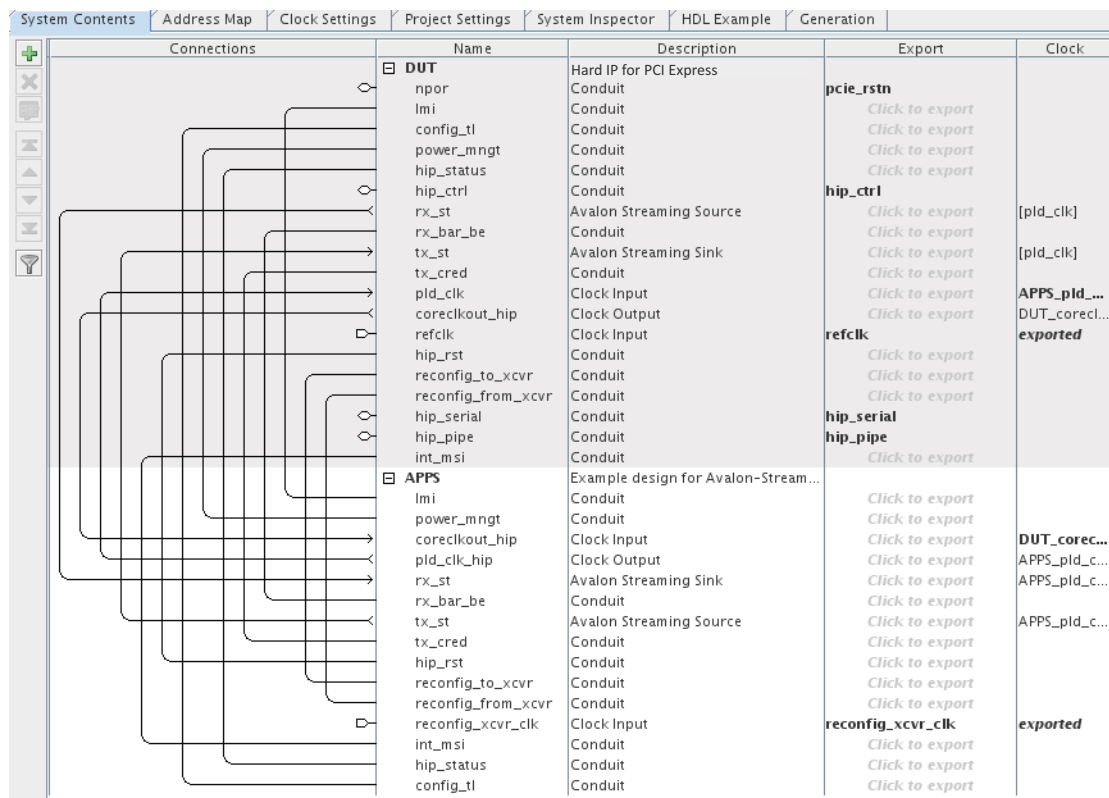 System Contents Address Map Clock Settings Project Settings System Inspector HDL Example Generation
Connections Name Description Export Clock
DUT Hard IP for PCI Express
npor Conduit pcie_rstn
lmi Conduit Click to export
config_tl Conduit Click to export
power_mngt Conduit Click to export
hip_status Conduit Click to export
hip_ctrl Conduit hip_ctrl
rx_st Avalon Streaming Source Click to export [pld_clk]
rx_bar_be Conduit Click to export
tx_st Avalon Streaming Sink Click to export [pld_clk]
tx_cred Conduit Click to export
pld_clk Clock Input Click to export APPS_pld_...
coreclkout_hip Clock Output Click to export DUT_corecl...
refclk Clock Input refclk exported
hip_rst Conduit Click to export
reconfig_to_xcvr Conduit Click to export
reconfig_from_xcvr Conduit Click to export
hip_serial Conduit hip_serial
hip_pipe Conduit hip_pipe
int_msi Conduit Click to export
APPS Example design for Avalon-Stream...
lmi Conduit Click to export
power_mngt Conduit Click to export
coreclkout_hip Clock Input Click to export DUT_corec...
pld_clk_hip Clock Output Click to export APPS_pld_c...
rx_st Avalon Streaming Sink Click to export APPS_pld_c...
rx_bar_be Conduit Click to export
tx_st Avalon Streaming Source Click to export APPS_pld_c...
tx_cred Conduit Click to export
hip_rst Conduit Click to export
reconfig_to_xcvr Conduit Click to export
reconfig_from_xcvr Conduit Click to export
reconfig_xcvr_clk Clock Input reconfig_xcvr_clk exported
int_msi Conduit Click to export
hip_status Conduit Click to export
config_tl Conduit Click to export